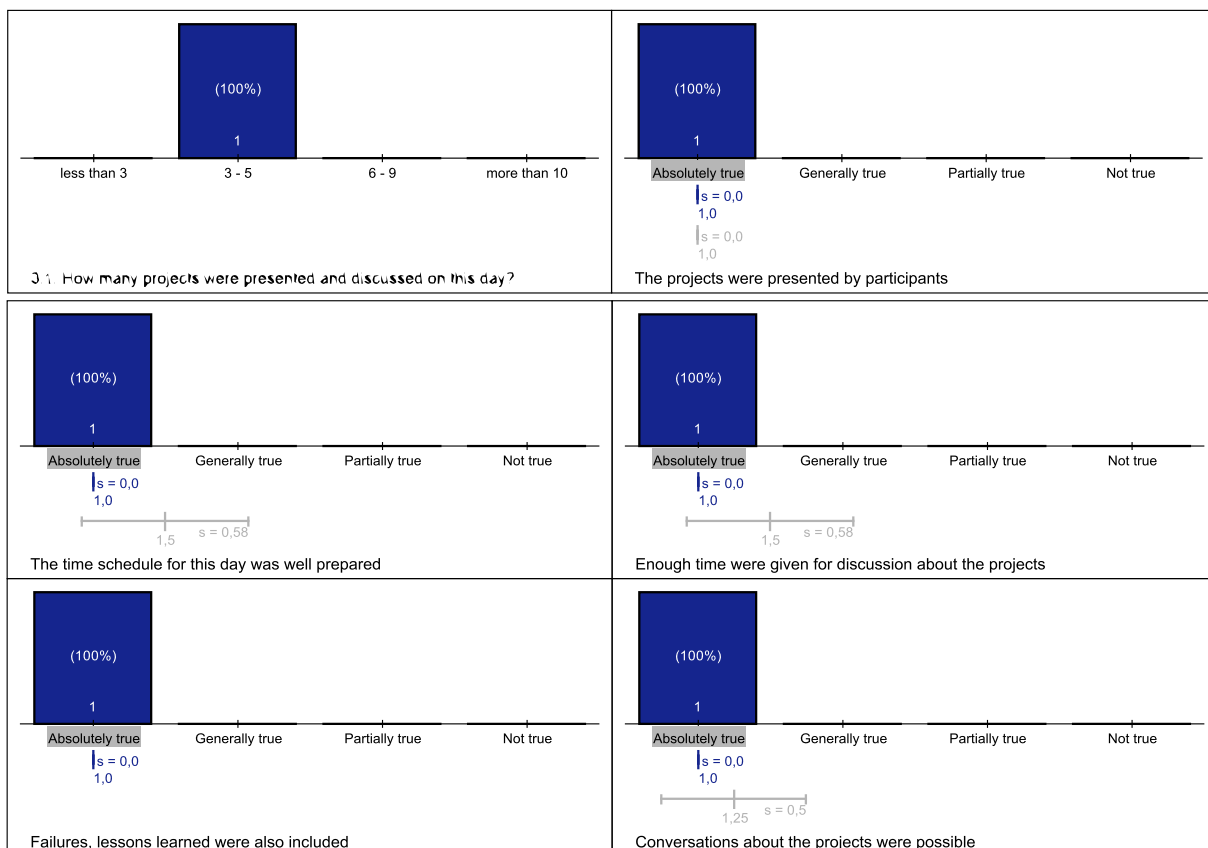 (100%)
1
less than 3 3 - 5 6 - 9 more than 10
3.1. How many projects were presented and discussed on this day?
(100%)
1
Absolutely true Generally true Partially true Not true
s = 0,0
1,0
s = 0,0
1,0
The projects were presented by participants
(100%)
1
Absolutely true Generally true Partially true Not true
s = 0,0
1,0
s = 0,58
1,5
The time schedule for this day was well prepared
(100%)
1
Absolutely true Generally true Partially true Not true
s = 0,0
1,0
s = 0,58
1,5
Enough time were given for discussion about the projects
(100%)
1
Absolutely true Generally true Partially true Not true
s = 0,0
1,0
Failures, lessons learned were also included
(100%)
1
Absolutely true Generally true Partially true Not true
s = 0,0
1,0
s = 0,5
1,25
Conversations about the projects were possible